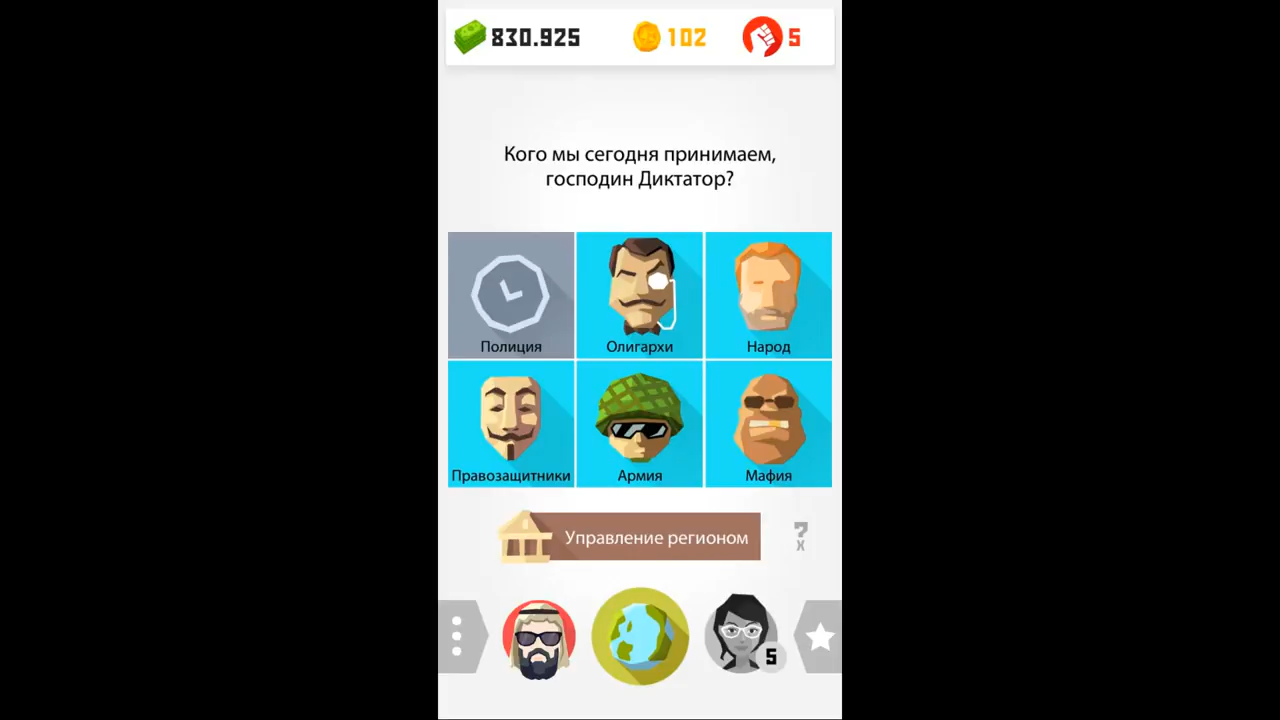 830.925 102 5
Кого мы сегодня принимаем,
господин Диктатор?
Полиция Олигархи Народ
Правозащитники Армия Мафия
Управление регионом ?
x
5